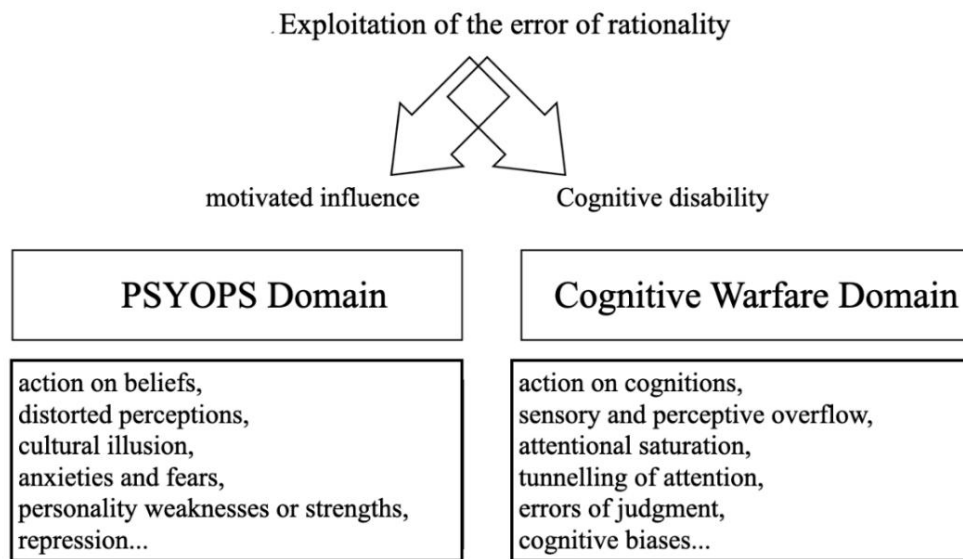 .Exploitation of the error of rationality
motivated influence
Cognitive disability
PSYOPS Domain
Cognitive Warfare Domain
action on beliefs,
distorted perceptions,
cultural illusion,
anxieties and fears,
personality weaknesses or strengths,
repression...
action on cognitions,
sensory and perceptive overflow,
attentional saturation,
tunnelling of attention,
errors of judgment,
cognitive biases...